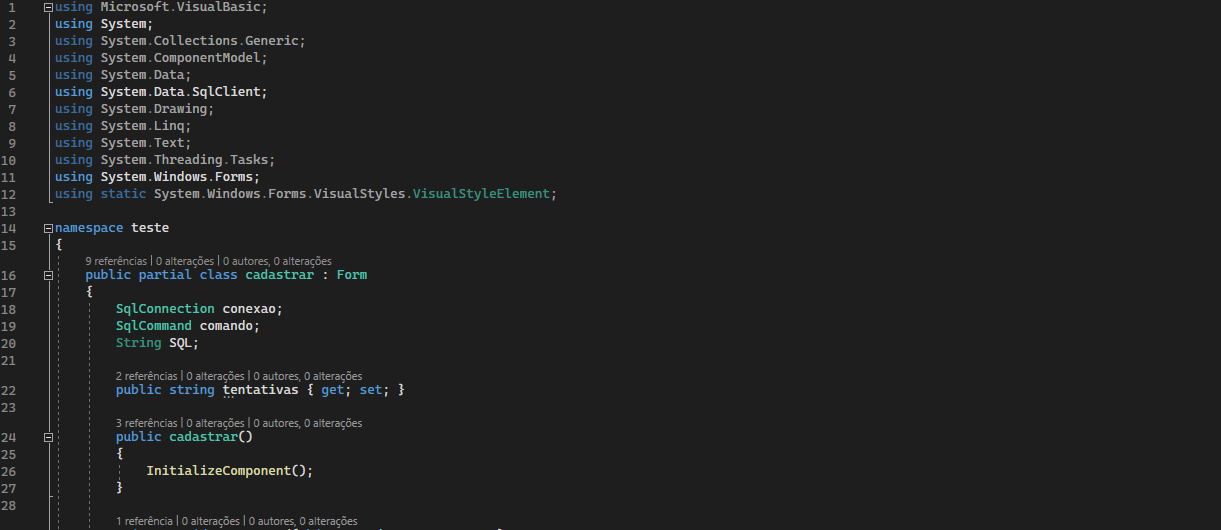 1 using Microsoft.VisualBasic;
2 using System;
3 using System.Collections.Generic;
4 using System.ComponentModel;
5 using System.Data;
6 using System.Data.SqlClient;
7 using System.Drawing;
8 using System.Linq;
9 using System.Text;
10 using System.Threading.Tasks;
11 using System.Windows.Forms;
12 using static System.Windows.Forms.VisualStyles.VisualStyleElement;
13
14 namespace teste
15 {
9 referências | 0 alterações | 0 autores, 0 alterações
16 public partial class cadastrar : Form
17 {
18 SqlConnection conexao;
19 SqlCommand comando;
20 String SQL;
21
2 referências | 0 alterações | 0 autores, 0 alterações
22 public string tentativas { get; set; }
23
3 referências | 0 alterações | 0 autores, 0 alterações
24 public cadastrar()
25 {
26 InitializeComponent();
27 }
28
1 referência | 0 alterações | 0 autores, 0 alterações